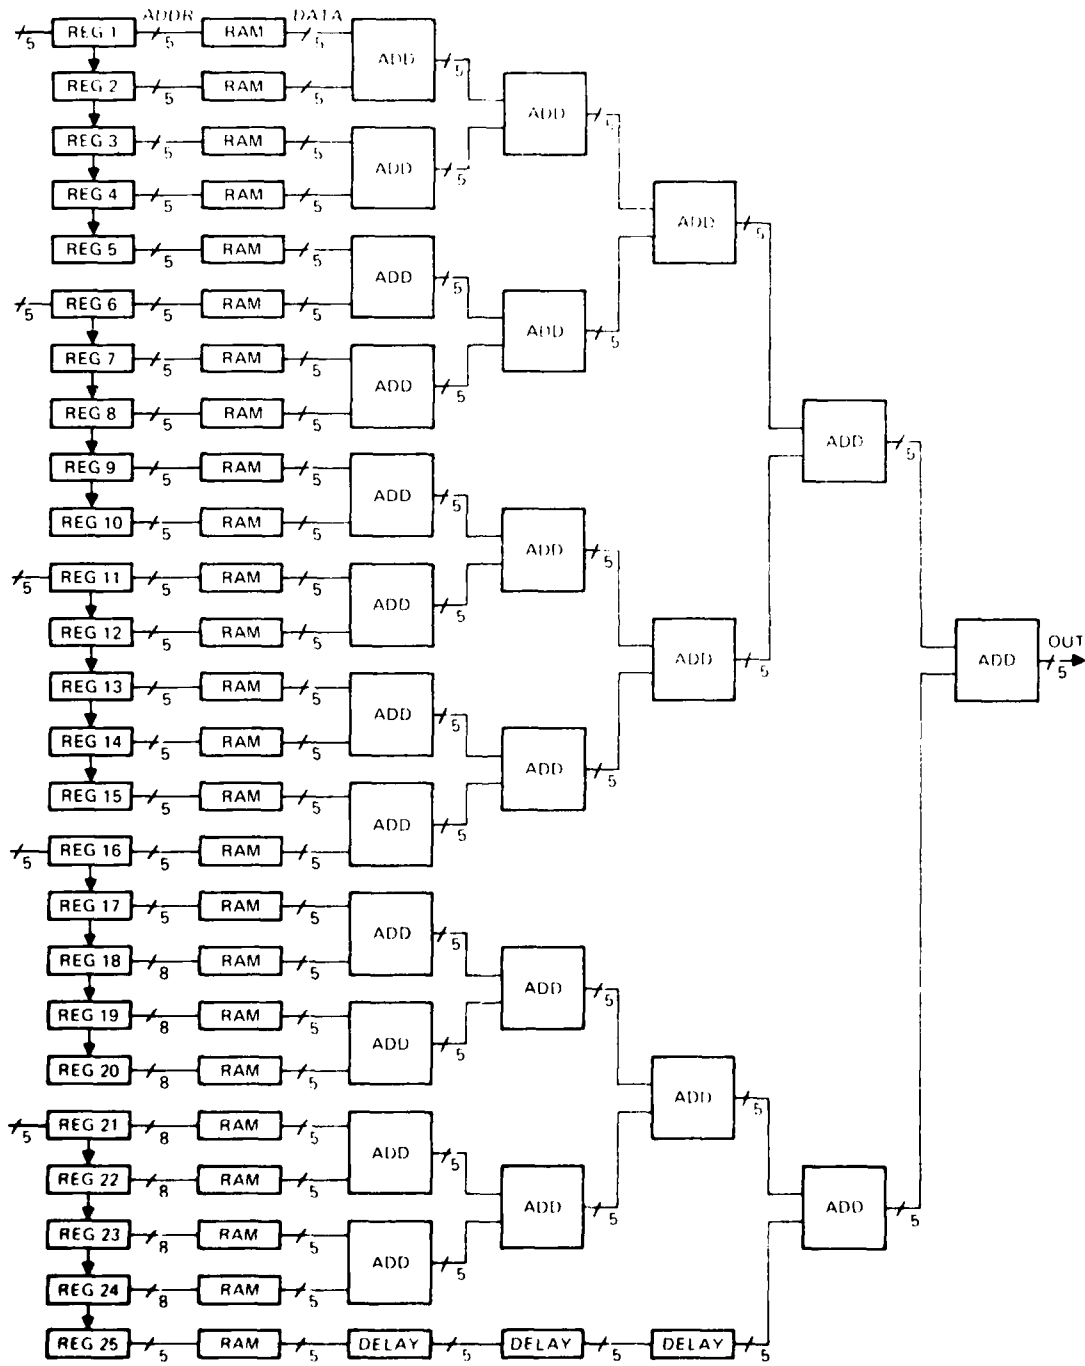 ADDR DATA
REG 1 5 RAM 5
5
ADD 5
REG 2 5 RAM 5
ADD 5
REG 3 5 RAM 5
ADD 5
REG 4 5 RAM 5
ADD 5
REG 5 5 RAM 5
ADD 5
REG 6 5 RAM 5
5
ADD 5
REG 7 5 RAM 5
ADD 5
REG 8 5 RAM 5
ADD 5
REG 9 5 RAM 5
ADD 5
REG 10 5 RAM 5
ADD 5
REG 11 5 RAM 5
5
ADD 5
REG 12 5 RAM 5
ADD 5
ADD 5 OUT
REG 13 5 RAM 5
ADD 5
REG 14 5 RAM 5
ADD 5
REG 15 5 RAM 5
ADD 5
REG 16 5 RAM 5
5
REG 17 5 RAM 5
ADD 5
REG 18 8 RAM 5
ADD 5
REG 19 8 RAM 5
ADD 5
REG 20 8 RAM 5
ADD 5
REG 21 8 RAM 5
5
ADD 5
REG 22 8 RAM 5
ADD 5
ADD 5
REG 23 8 RAM 5
ADD 5
REG 24 8 RAM 5
REG 25 5 RAM 5 DELAY 5 DELAY 5 DELAY 5